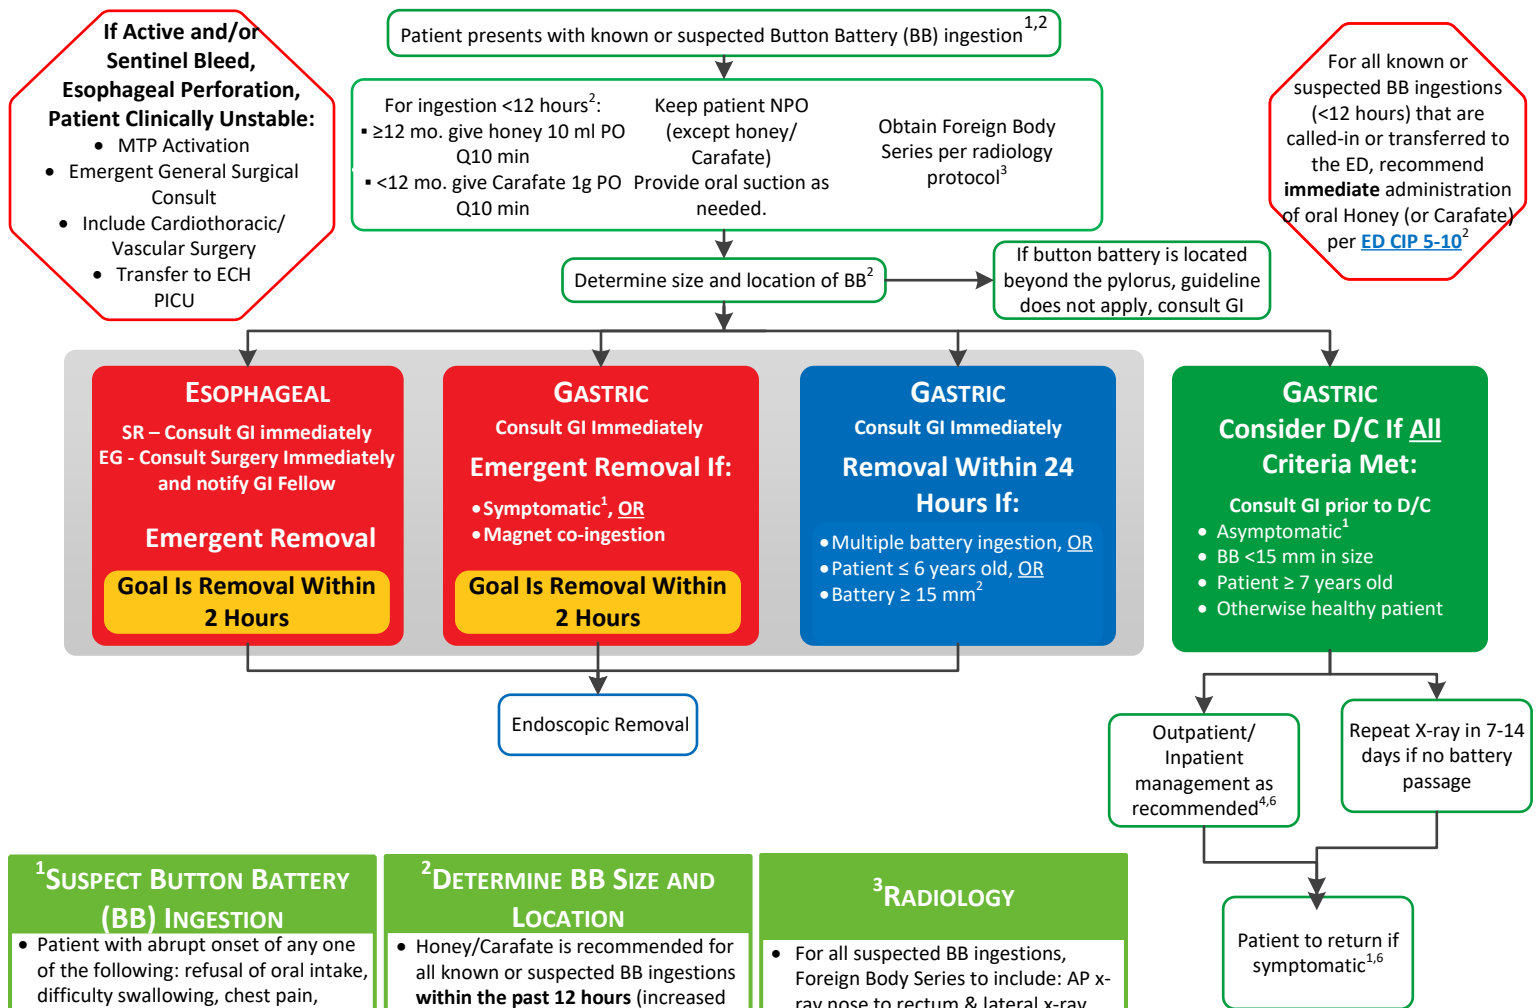 If Active and/or
Sentinel Bleed,
Esophageal Perforation,
Patient Clinically Unstable:
• MTP Activation
• Emergent General Surgical
Consult
• Include Cardiothoracic/
Vascular Surgery
• Transfer to ECH
PICU
Patient presents with known or suspected Button Battery (BB) ingestion1,2
For ingestion <12 hours2:
▪ ≥12 mo. give honey 10 ml PO
Q10 min
▪ <12 mo. give Carafate 1g PO
Q10 min
Keep patient NPO
(except honey/
Carafate)
Provide oral suction as
needed.
Obtain Foreign Body
Series per radiology
protocol3
For all known or
suspected BB ingestions
(<12 hours) that are
called-in or transferred to
the ED, recommend
immediate administration
of oral Honey (or Carafate)
per ED CIP 5-102
Determine size and location of BB2
If button battery is located
beyond the pylorus, guideline
does not apply, consult GI
ESOPHAGEAL
SR – Consult GI immediately
EG - Consult Surgery Immediately
and notify GI Fellow
Emergent Removal
Goal Is Removal Within
2 Hours
GASTRIC
Consult GI Immediately
Emergent Removal If:
• Symptomatic1, OR
• Magnet co-ingestion
Goal Is Removal Within
2 Hours
GASTRIC
Consult GI Immediately
Removal Within 24
Hours If:
• Multiple battery ingestion, OR
• Patient ≤ 6 years old, OR
• Battery ≥ 15 mm2
GASTRIC
Consider D/C If All
Criteria Met:
Consult GI prior to D/C
• Asymptomatic1
• BB <15 mm in size
• Patient ≥ 7 years old
• Otherwise healthy patient
Endoscopic Removal
Outpatient/
Inpatient
management as
recommended4,6
Repeat X-ray in 7-14
days if no battery
passage
Patient to return if
symptomatic1,6
1SUSPECT BUTTON BATTERY
(BB) INGESTION
• Patient with abrupt onset of any one
of the following: refusal of oral intake,
difficulty swallowing, chest pain,
2DETERMINE BB SIZE AND
LOCATION
• Honey/Carafate is recommended for
all known or suspected BB ingestions
within the past 12 hours (increased
3RADIOLOGY
• For all suspected BB ingestions,
Foreign Body Series to include: AP x-
ray nose to rectum & lateral x-ray